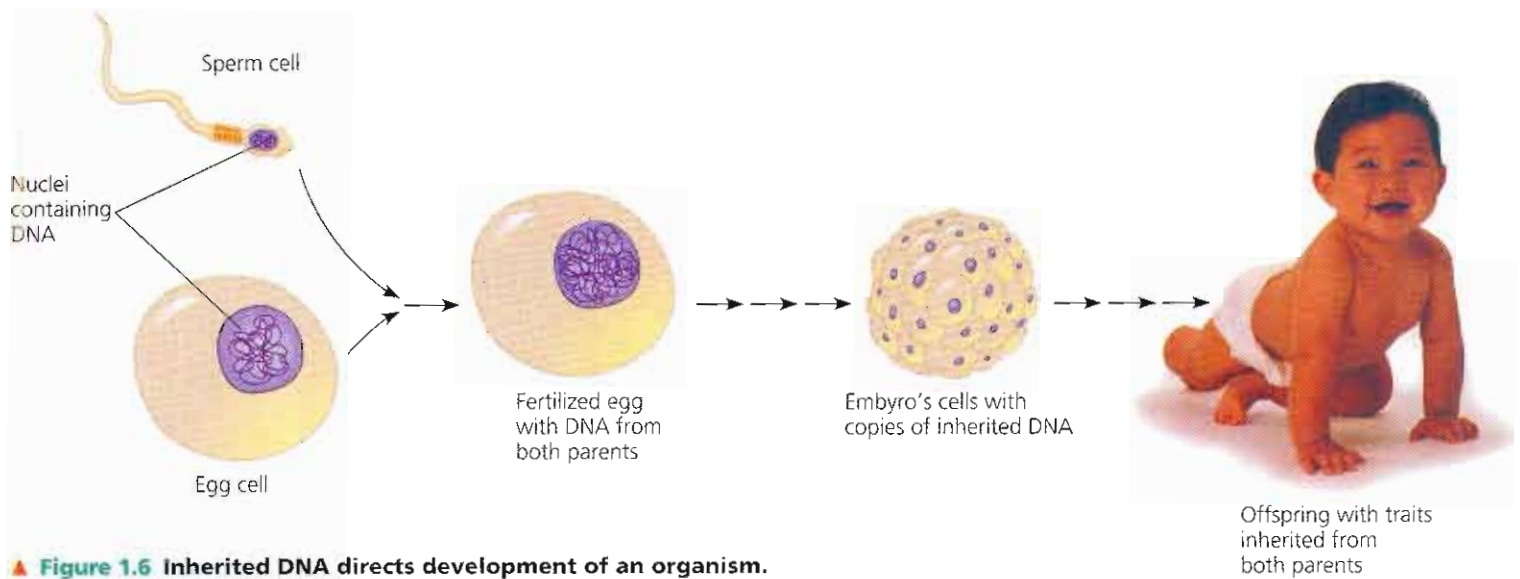 Sperm cell
Nuclei
containing
DNA
Egg cell
Fertilized egg
with DNA from
both parents
Embyro's cells with
copies of inherited DNA
Offspring with traits
inherited from
both parents
▲ Figure 1.6 Inherited DNA directs development of an organism.